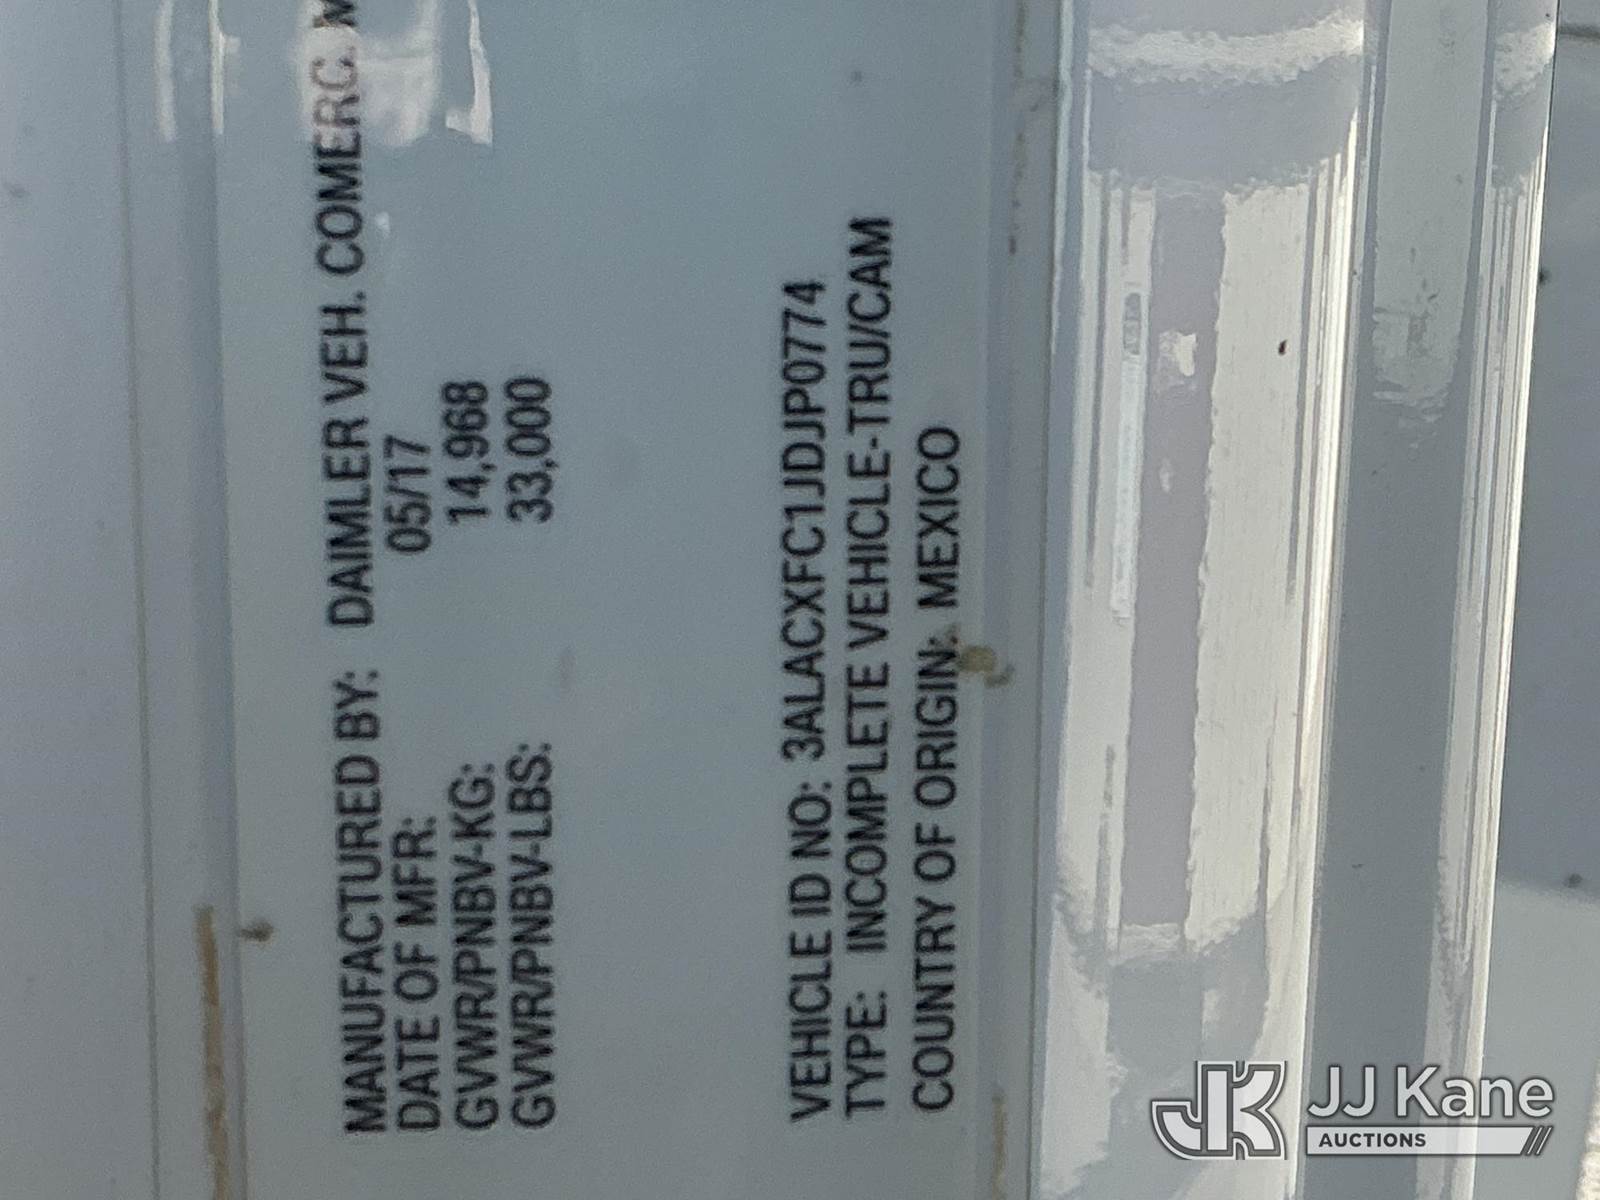 MANUFACTURED BY: DAIMLER VEH. COMERC. M
DATE OF MFR: 05/17
GVWR/PNBV-KG: 14,968
GVWR/PNBV-LBS: 33,000
VEHICLE ID NO: 3ALACXFC1JDJP0774
TYPE: INCOMPLETE VEHICLE-TRU/CAM
COUNTRY OF ORIGIN: MEXICO
JK JJ Kane
AUCTIONS